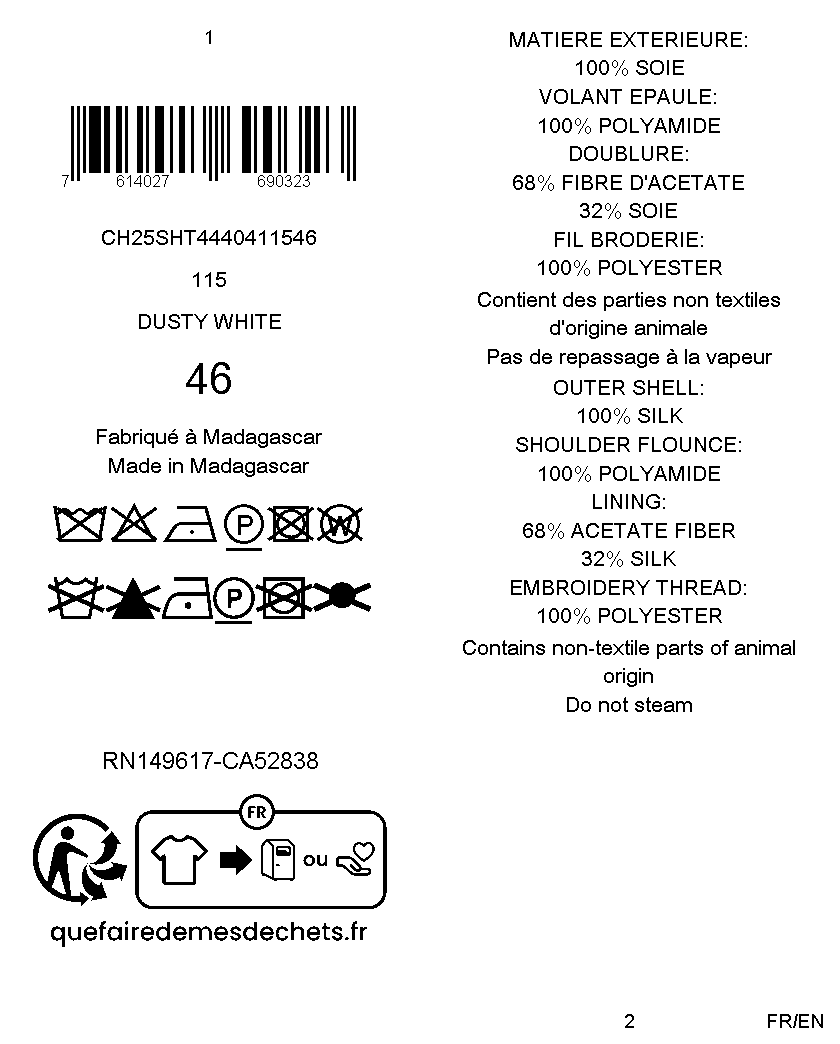 1
7 614027 690323
CH25SHT4440411546
115
DUSTY WHITE
46
Fabriqué à Madagascar
Made in Madagascar
P W
P
RN149617-CA52838
FR
ou
quefairedemesdechets.fr
MATIERE EXTERIEURE:
100% SOIE
VOLANT EPAULE:
100% POLYAMIDE
DOUBLURE:
68% FIBRE D'ACETATE
32% SOIE
FIL BRODERIE:
100% POLYESTER
Contient des parties non textiles
d'origine animale
Pas de repassage à la vapeur
OUTER SHELL:
100% SILK
SHOULDER FLOUNCE:
100% POLYAMIDE
LINING:
68% ACETATE FIBER
32% SILK
EMBROIDERY THREAD:
100% POLYESTER
Contains non-textile parts of animal
origin
Do not steam
2
FR/EN